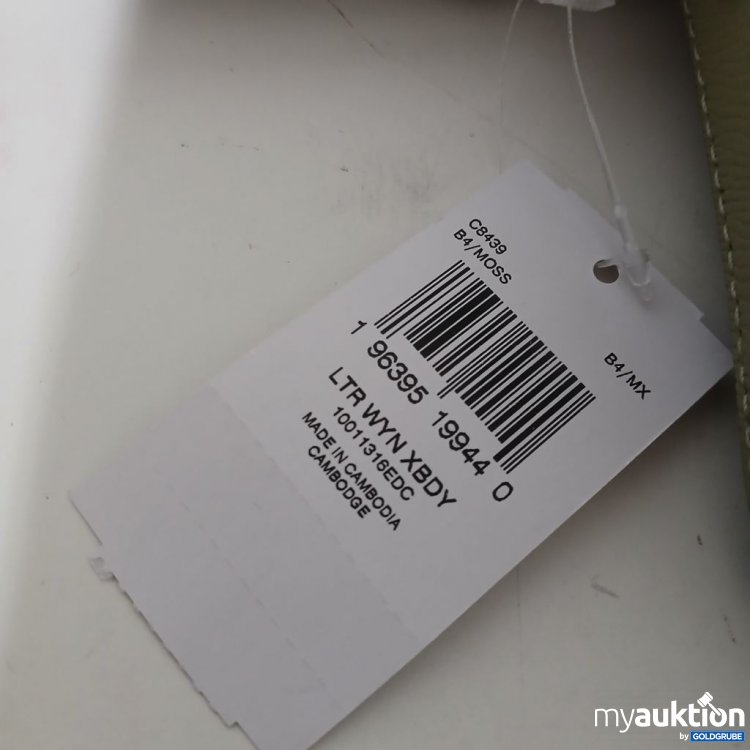 C8439
B4/MOSS
B4/MX
1 96395 19944 0
LTR WYN XBDY
10011316EDC
MADE IN CAMBODIA
CAMBODGE
myauktion
by GOLDGRUBE